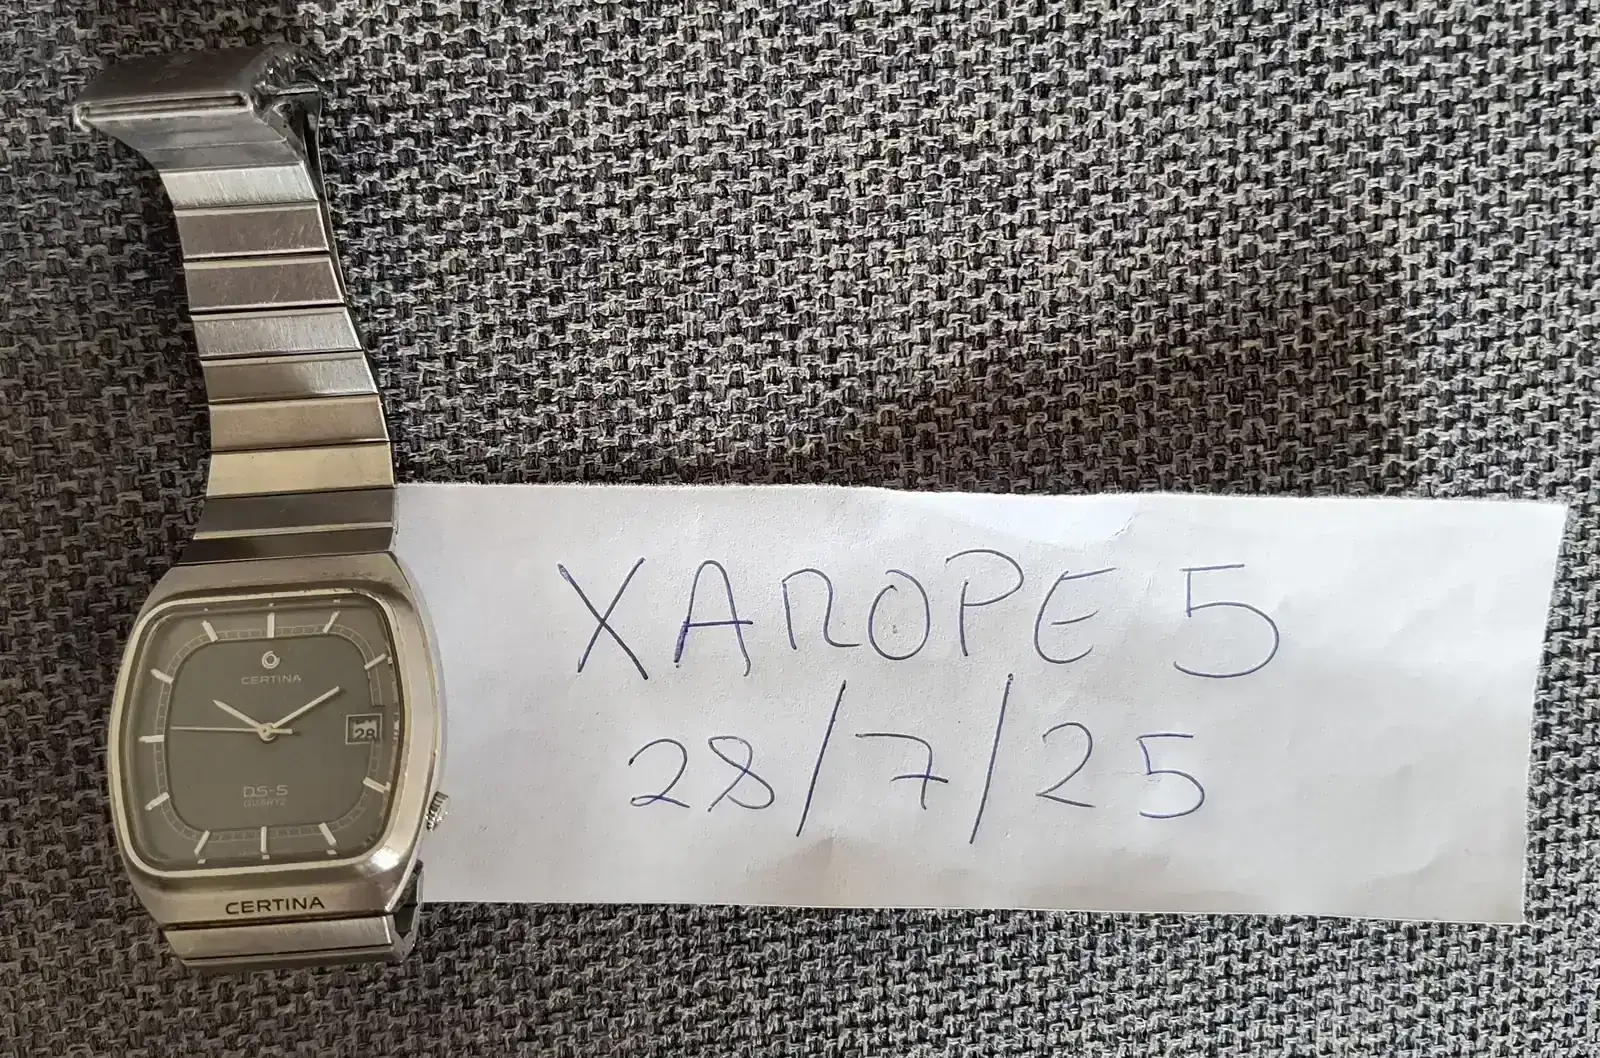 CERTINA
28
DS-5
QUARTZ
CERTINA
XAROPE 5
28/7/25